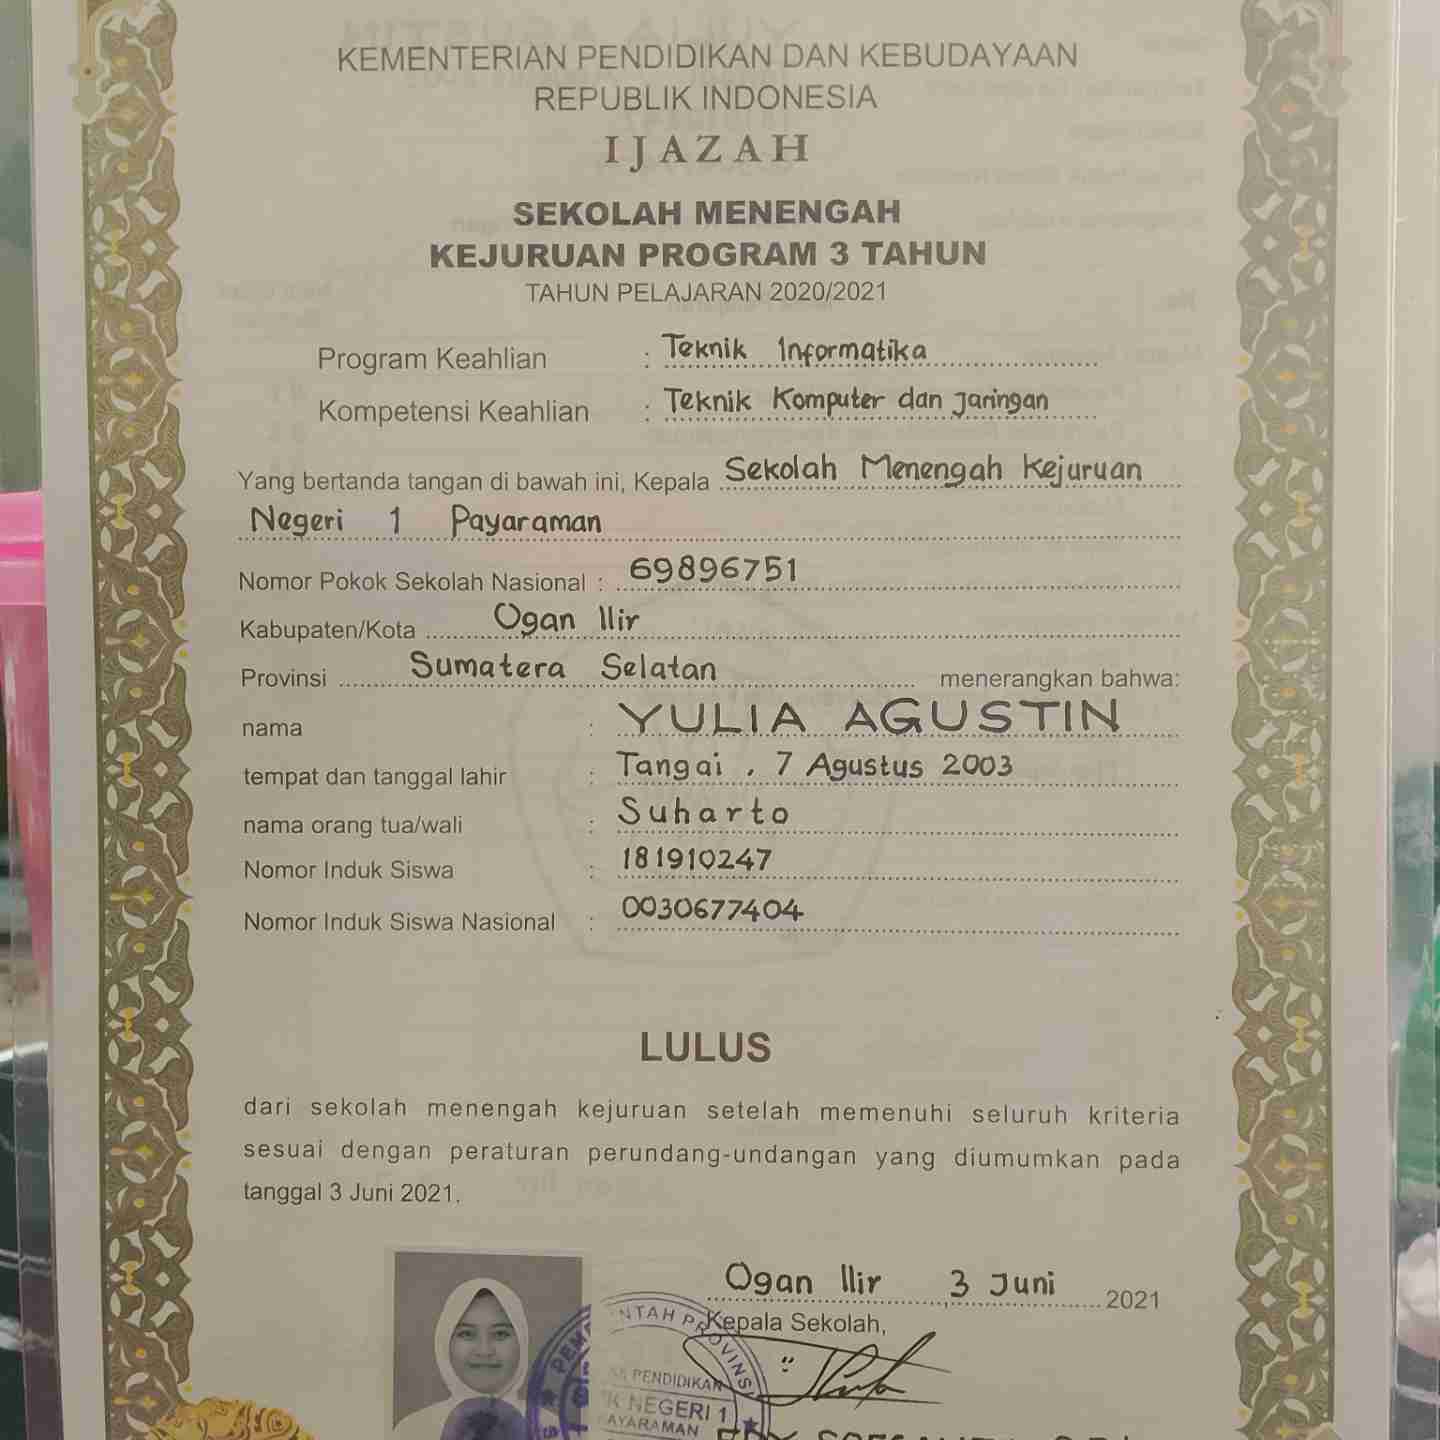 KEMENTERIAN PENDIDIKAN DAN KEBUDAYAAN
REPUBLIK INDONESIA
IJAZAH
SEKOLAH MENENGAH
KEJURUAN PROGRAM 3 TAHUN
TAHUN PELAJARAN 2020/2021
Program Keahlian : Teknik Informatika
Kompetensi Keahlian : Teknik Komputer dan Jaringan
Yang bertanda tangan di bawah ini, Kepala Sekolah Menengah Kejuruan
Negeri 1 Payaraman
Nomor Pokok Sekolah Nasional : 69896751
Kabupaten/Kota Ogan Ilir
Provinsi Sumatera Selatan menerangkan bahwa:
nama : YULIA AGUSTIN
tempat dan tanggal lahir : Tangai, 7 Agustus 2003
nama orang tua/wali : Suharto
Nomor Induk Siswa : 181910247
Nomor Induk Siswa Nasional : 0030677404
LULUS
dari sekolah menengah kejuruan setelah memenuhi seluruh kriteria
sesuai dengan peraturan perundang-undangan yang diumumkan pada
tanggal 3 Juni 2021.
Ogan Ilir, 3 Juni 2021
Kepala Sekolah,
PROVINSI
PENDIDIKAN
NEGERI 1
PAYARAMAN